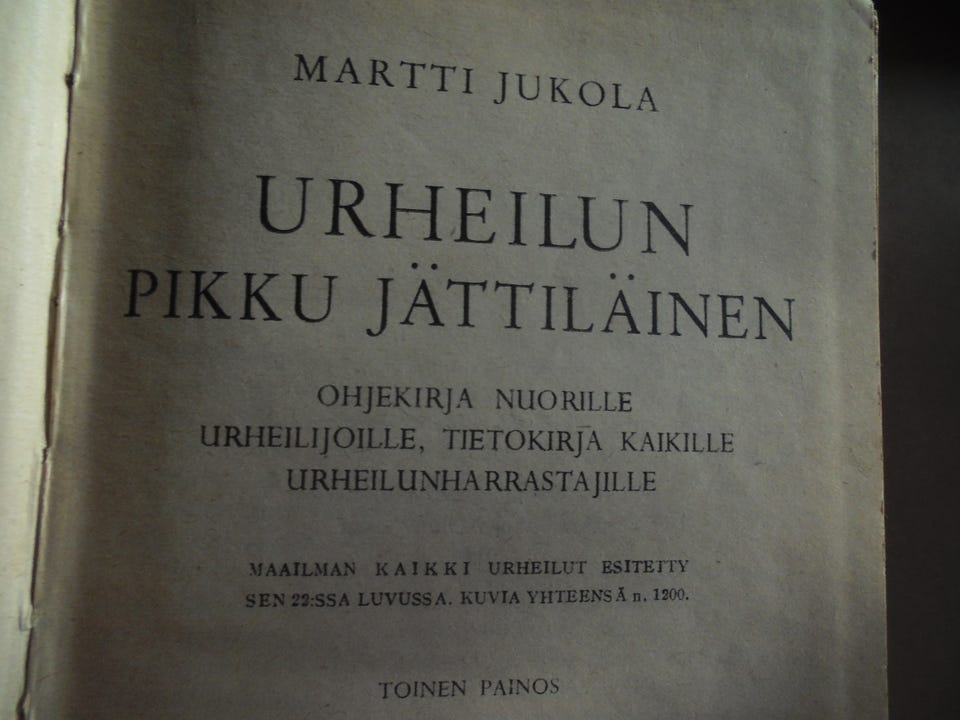 MARTTI JUKOLA
URHEILUN
PIKKU JÄTTILÄINEN
OHJEKIRJA NUORILLE
URHEILIJOILLE, TIETOKIRJA KAIKILLE
URHEILUNHARRASTAJILLE
MAAILMAN KAIKKI URHEILUT ESITETTY
SEN 22:SSA LUVUSSA. KUVIA YHTEENSÄ n. 1200.
TOINEN PAINOS